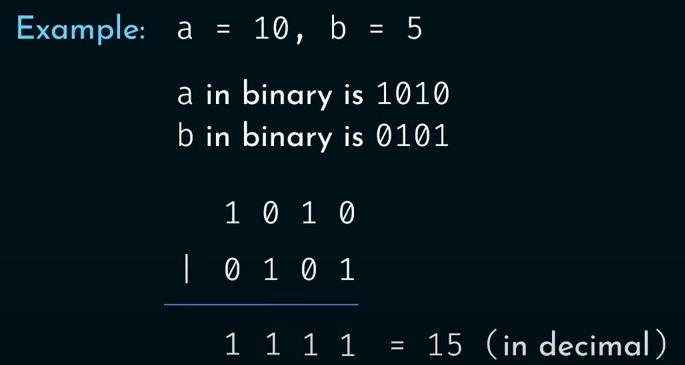 Example: a = 10, b = 5
a in binary is 1010
b in binary is 0101
1 0 1 0
| 0 1 0 1
1 1 1 1 = 15 (in decimal)